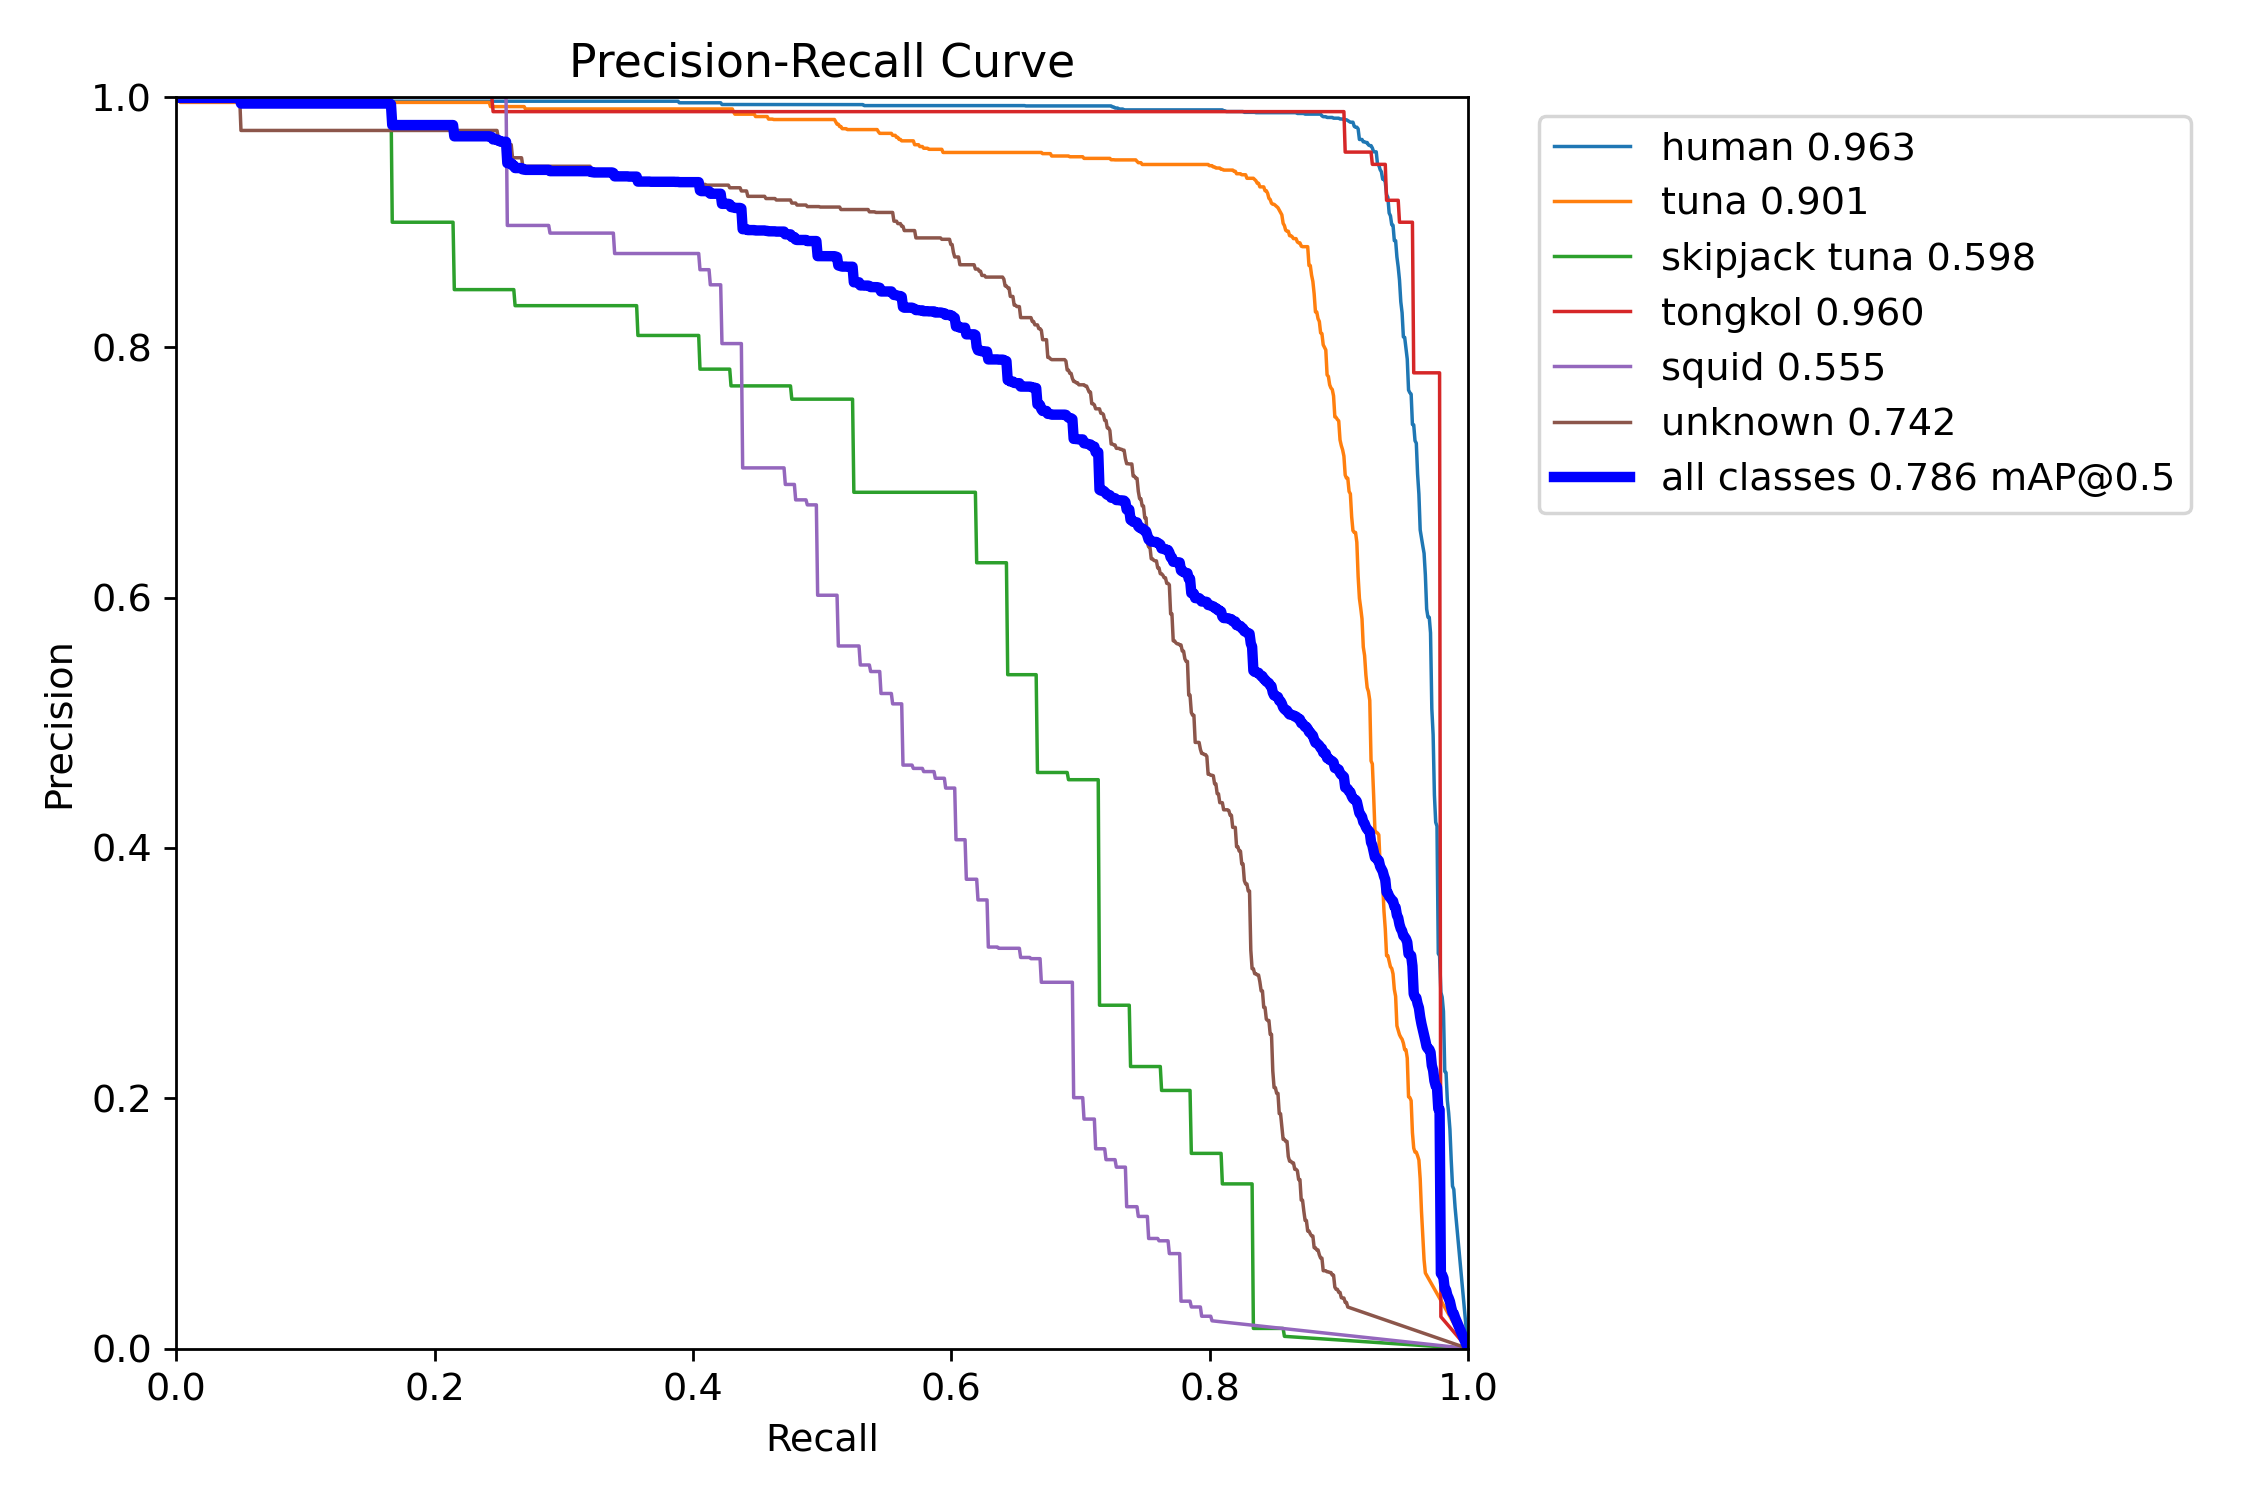 Precision-Recall Curve
1.0
0.8
0.6
0.4
0.2
0.0
Precision
0.0 0.2 0.4 0.6 0.8 1.0
Recall
human 0.963
tuna 0.901
skipjack tuna 0.598
tongkol 0.960
squid 0.555
unknown 0.742
all classes 0.786 mAP@0.5